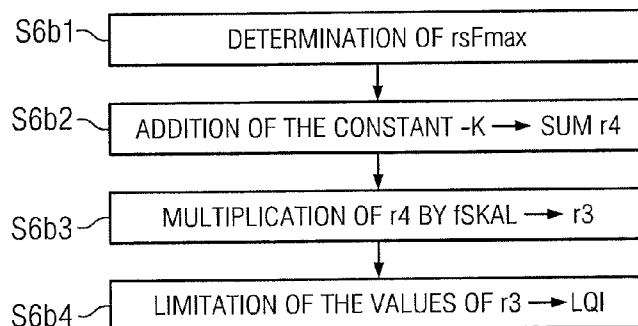 S6b1 DETERMINATION OF rsFmax
S6b2 ADDITION OF THE CONSTANT -K → SUM r4
S6b3 MULTIPLICATION OF r4 BY fSKAL → r3
S6b4 LIMITATION OF THE VALUES OF r3 → LQI